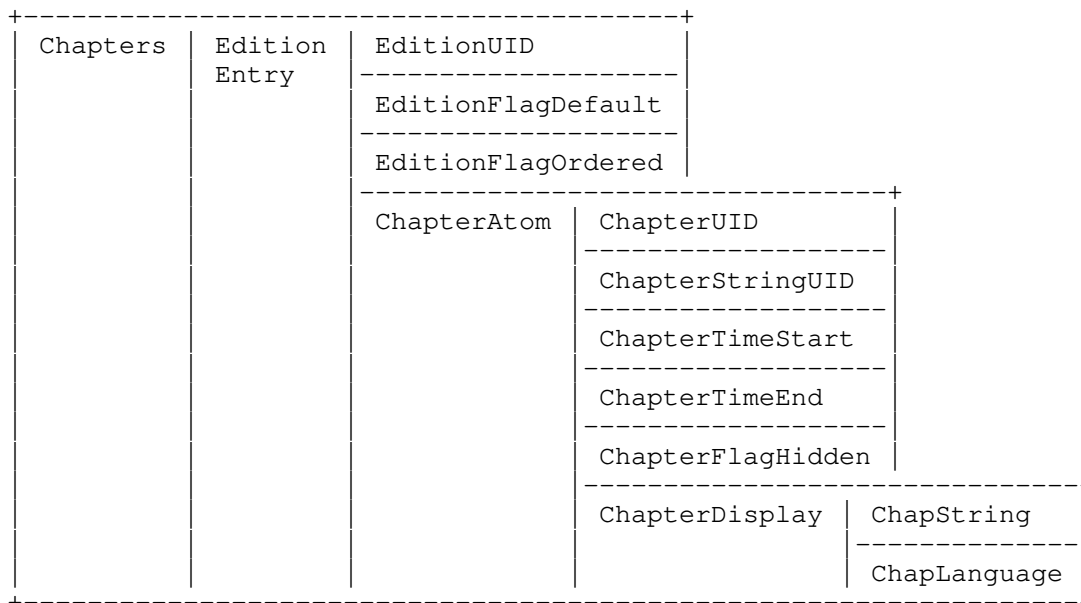 Chapters Edition EditionUID
Entry
EditionFlagDefault
EditionFlagOrdered
ChapterAtom ChapterUID
ChapterStringUID
ChapterTimeStart
ChapterTimeEnd
ChapterFlagHidden
ChapterDisplay ChapString
ChapLanguage